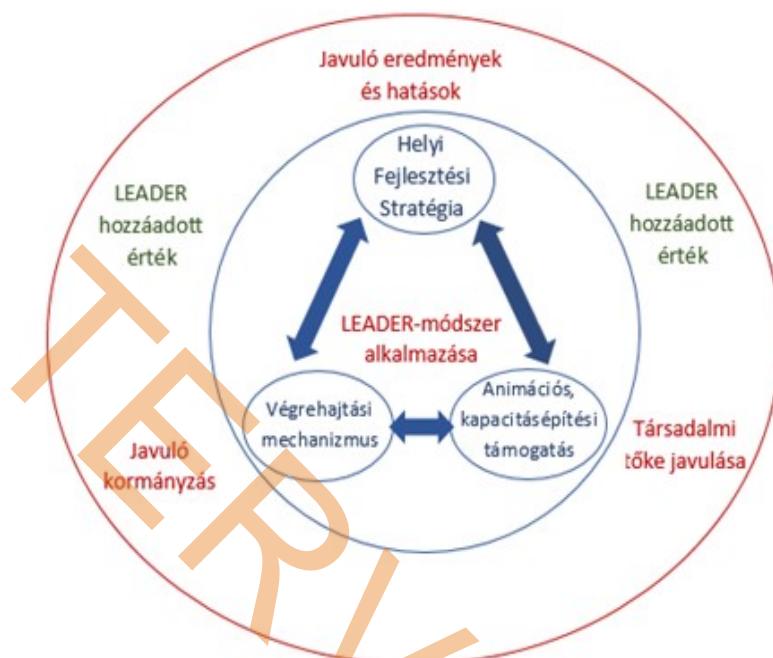 Javuló eredmények
és hatások
Helyi
Fejlesztési
Stratégia
LEADER
hozzáadott
érték
LEADER
hozzáadott
érték
LEADER-módszer
alkalmazása
Végrehajtási
mechanizmus
Animációs,
kapacitásépítési
támogatás
Javuló
kormányzás
Társadalmi
tőke javulása
TERV